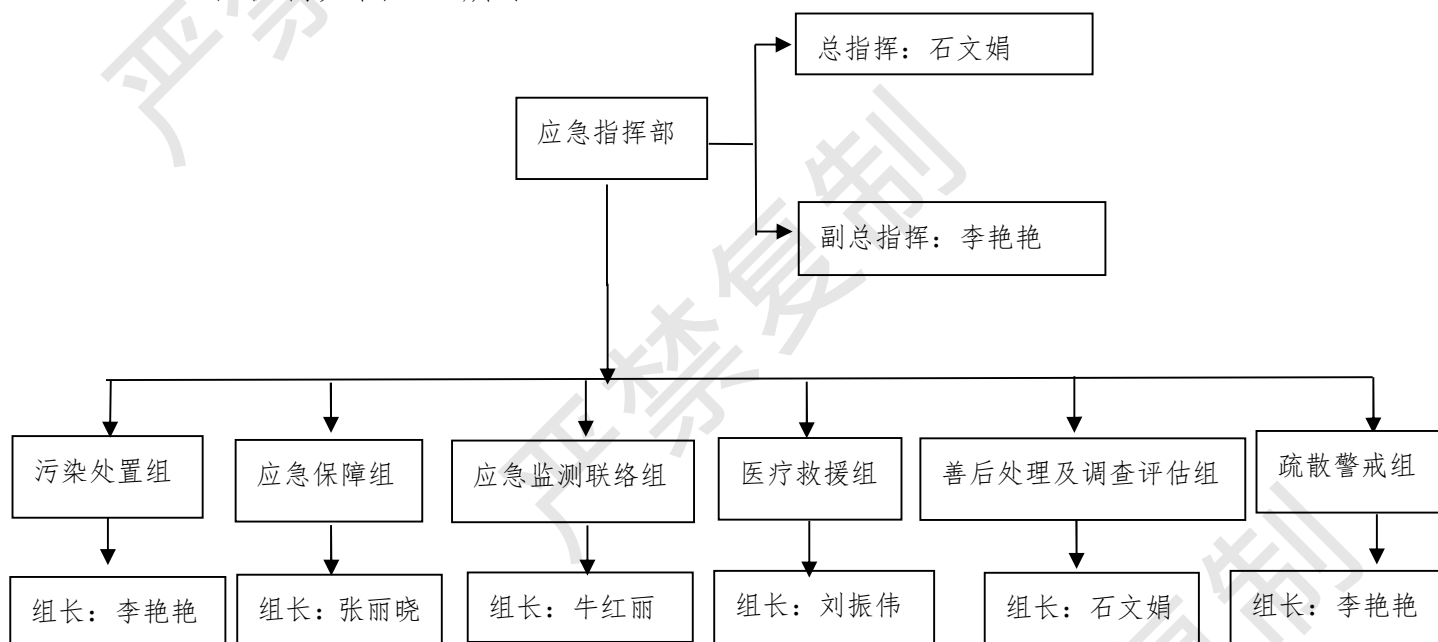 总指挥：石文娟
应急指挥部
副总指挥：李艳艳
污染处置组
应急保障组
应急监测联络组
医疗救援组
善后处理及调查评估组
疏散警戒组
组长：李艳艳
组长：张丽晓
组长：牛红丽
组长：刘振伟
组长：石文娟
组长：李艳艳
严禁复制